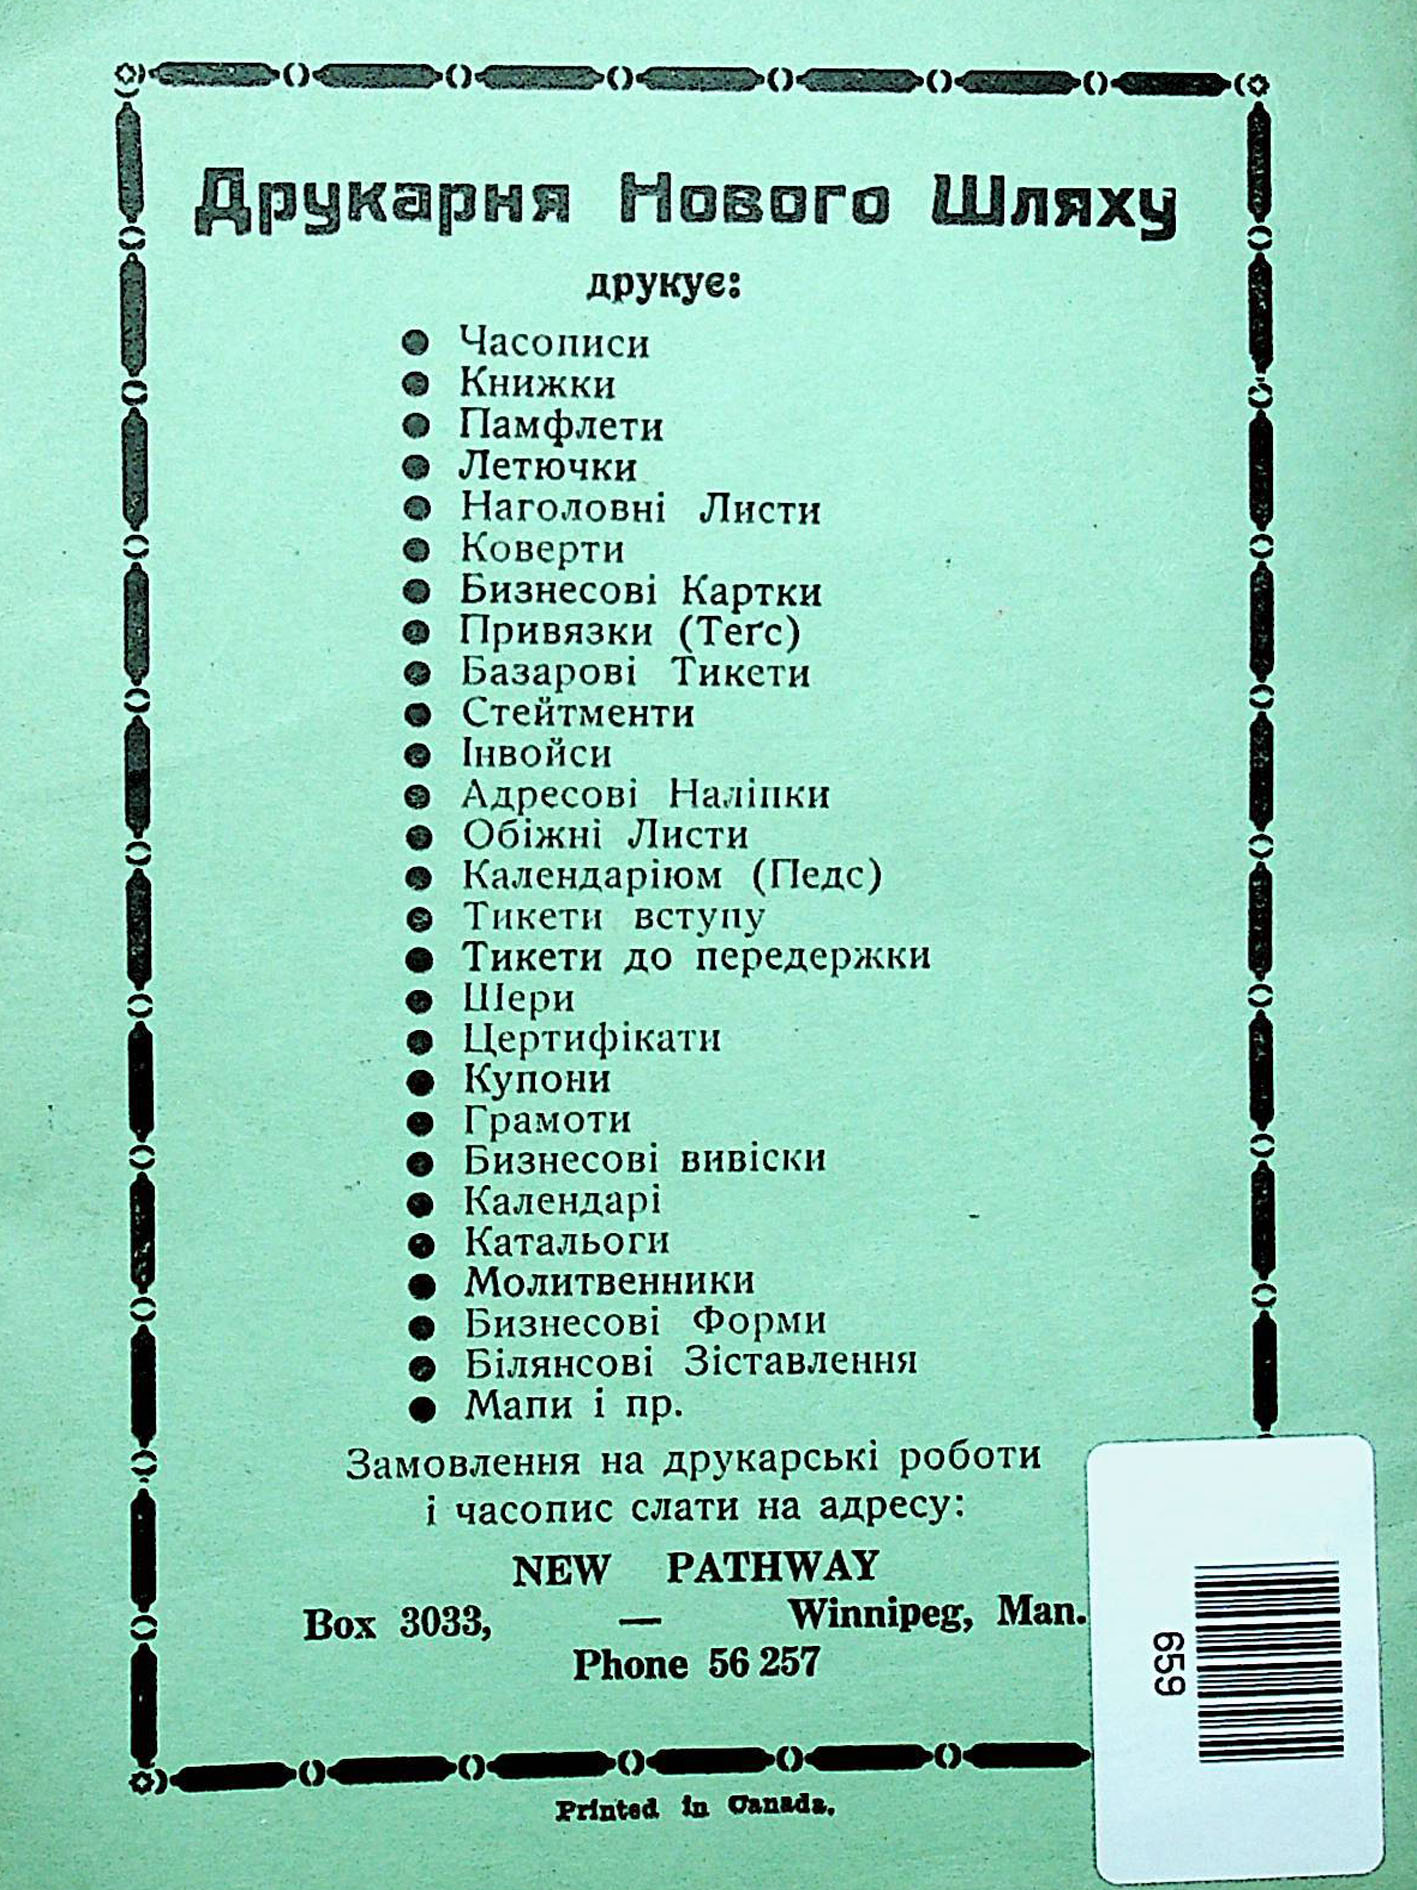 Друкарня Нового Шляху
друкує:
● Часописи
● Книжки
● Памфлети
● Летючки
● Наголовні Листи
● Коверти
● Бизнесові Картки
● Привязки (Теґс)
● Базарові Тикети
● Стейтменти
● Інвойси
● Адресові Наліпки
● Обіжні Листи
● Календаріюм (Педс)
● Тикети вступу
● Тикети до передержки
● Шери
● Цертифікати
● Купони
● Грамоти
● Бизнесові вивіски
● Календарі
● Катальоги
● Молитвенники
● Бизнесові Форми
● Білянсові Зіставлення
● Мапи і пр.
Замовлення на друкарські роботи
і часопис слати на адресу:
NEW PATHWAY
Box 3033, — Winnipeg, Man.
Phone 56 257
Printed in Canada.
659